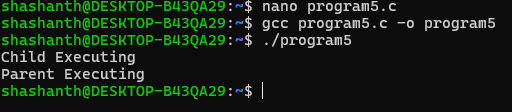 shashanth@DESKTOP-B43QA29:~$ nano program5.c
shashanth@DESKTOP-B43QA29:~$ gcc program5.c -o program5
shashanth@DESKTOP-B43QA29:~$ ./program5
Child Executing
Parent Executing
shashanth@DESKTOP-B43QA29:~$